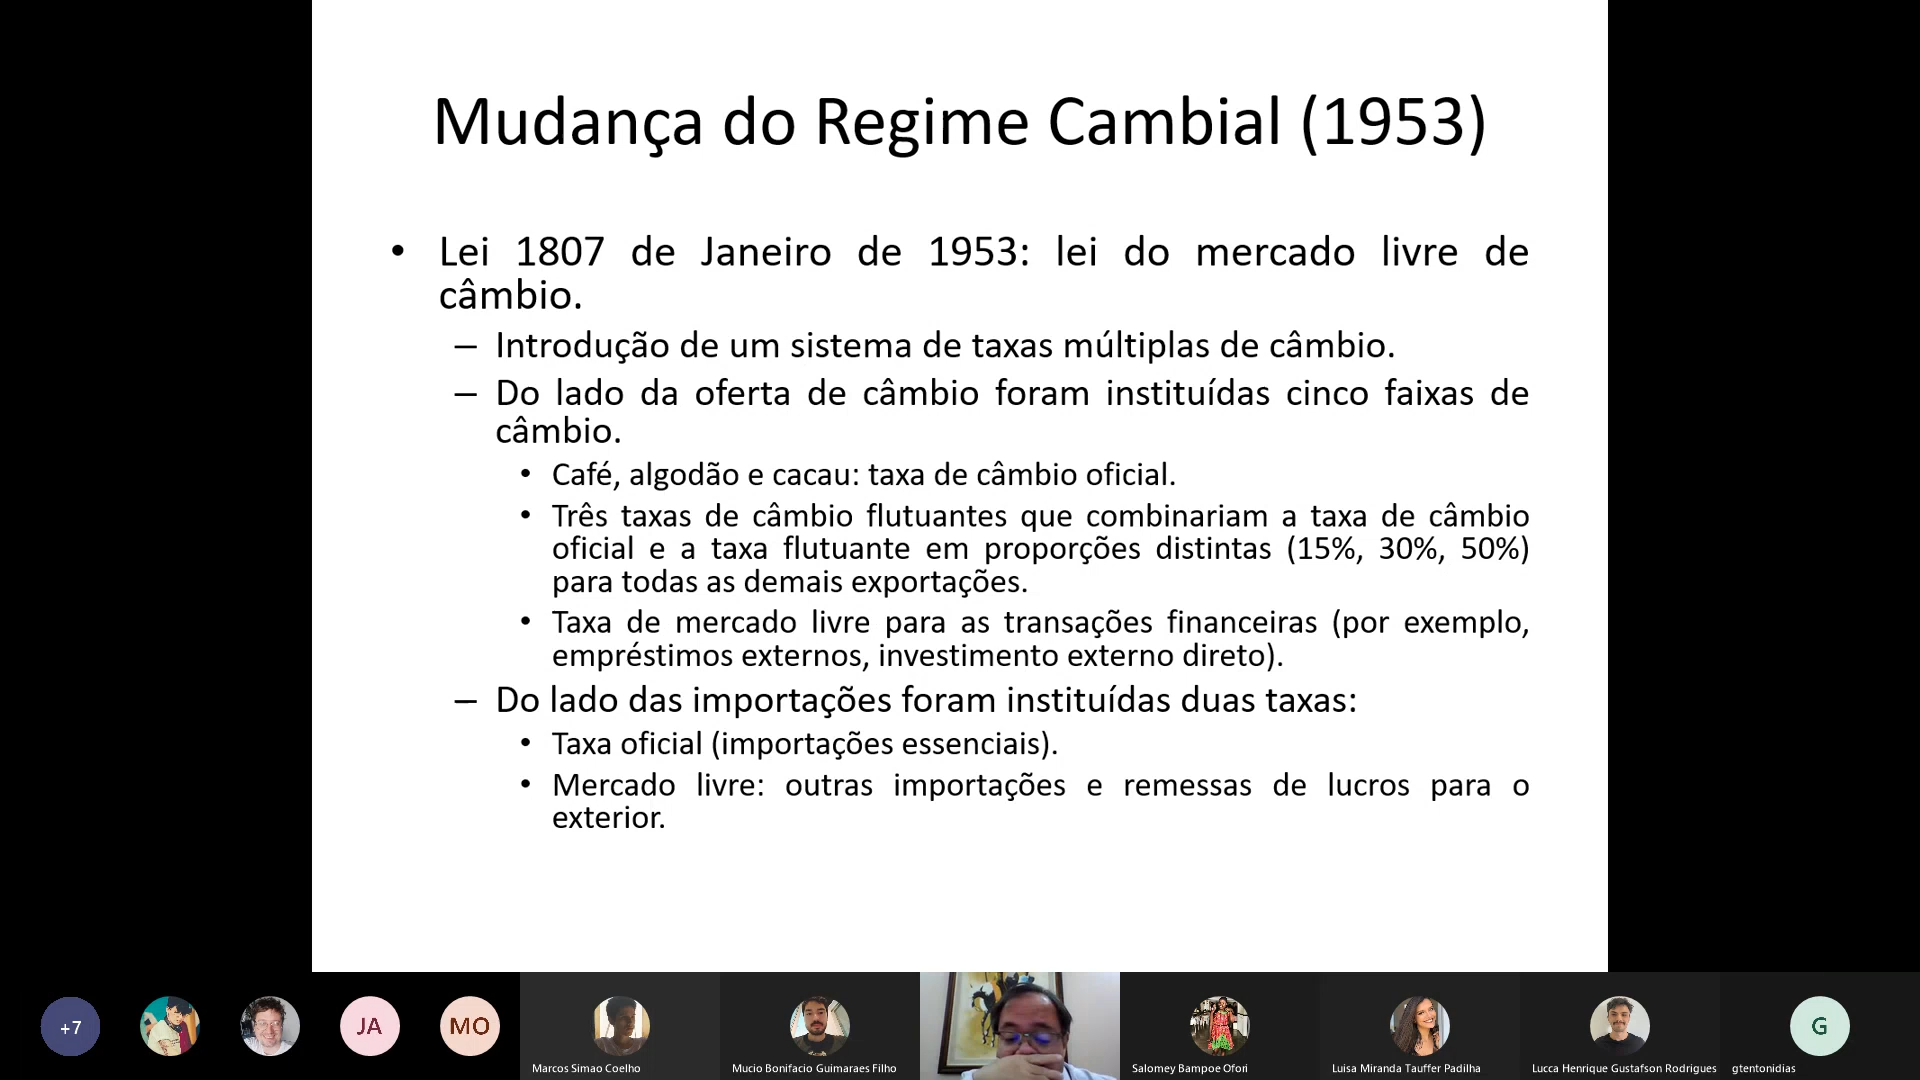 Mudança do Regime Cambial (1953)
• Lei 1807 de Janeiro de 1953: lei do mercado livre de
câmbio.
– Introdução de um sistema de taxas múltiplas de câmbio.
– Do lado da oferta de câmbio foram instituídas cinco faixas de
câmbio.
• Café, algodão e cacau: taxa de câmbio oficial.
• Três taxas de câmbio flutuantes que combinariam a taxa de câmbio
oficial e a taxa flutuante em proporções distintas (15%, 30%, 50%)
para todas as demais exportações.
• Taxa de mercado livre para as transações financeiras (por exemplo,
empréstimos externos, investimento externo direto).
– Do lado das importações foram instituídas duas taxas:
• Taxa oficial (importações essenciais).
• Mercado livre: outras importações e remessas de lucros para o
exterior.
+7
JA
MO
G
Marcos Simao Coelho
Mucio Bonifacio Guimaraes Filho
Salomey Bampoe Ofori
Luisa Miranda Tauffer Padilha
Lucca Henrique Gustafson Rodrigues
gtentonidias